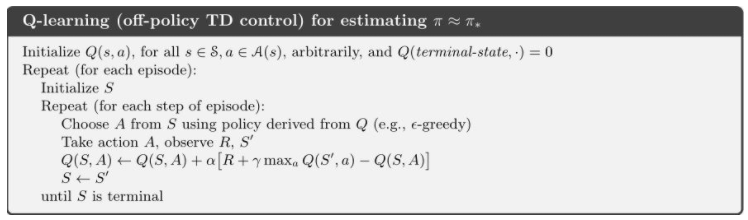 Q-learning (off-policy TD control) for estimating π ≈ π*
Initialize Q(s, a), for all s ∈ 𝒮, a ∈ 𝒜(s), arbitrarily, and Q(terminal-state, ·) = 0
Repeat (for each episode):
Initialize S
Repeat (for each step of episode):
Choose A from S using policy derived from Q (e.g., ϵ-greedy)
Take action A, observe R, S′
Q(S, A) ← Q(S, A) + α[R + γ maxₐ Q(S′, a) − Q(S, A)]
S ← S′
until S is terminal